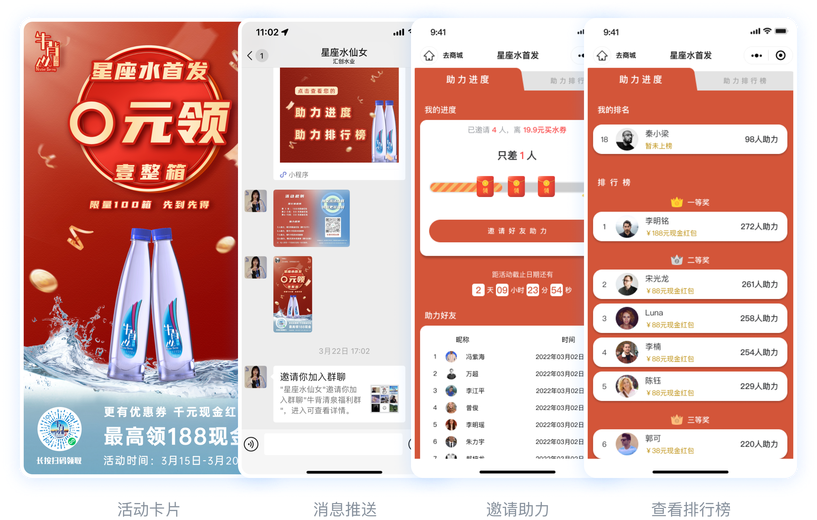 牛背山
星座水首发
0元领
壹整箱
限量100箱 先到先得
更有优惠券 千元现金红
最高领188现金
长按扫码领取
活动时间：3月15日-3月20
活动卡片
11:02
1
星座水仙女
汇创水业
点击查看您的
助力进度
助力排行榜
小程序
星座水首发
0元领
3月22日 17:02
邀请你加入群聊
"星座水仙女"邀请你加
入群聊"牛背清泉福利群
"，进入可查看详情。
消息推送
9:41
去商城
星座水首发
助力进度
助力排行
我的进度
已邀请 4 人，离 19.9元买水券
只差 1 人
邀请好友助力
距活动截止日期还有
2 天 09 小时 23 分 54 秒
助力好友
昵称 时间
1 冯紫海 2022年03月02日
2 万超 2022年03月02日
3 李江平 2022年03月02日
4 曾俊 2022年03月02日
5 李明瑶 2022年03月02日
6 朱力宇 2022年03月02日
邀请助力
9:41
去商城
星座水首发
助力进度
助力排行榜
我的排名
18 秦小梁 98人助力
暂未上榜
排行榜
一等奖
1 李明铭 272人助力
￥188元现金红包
二等奖
2 宋光龙 261人助力
￥88元现金红包
3 Luna 258人助力
￥88元现金红包
4 李楠 254人助力
￥88元现金红包
5 陈钰 229人助力
￥88元现金红包
三等奖
6 郭可 220人助力
￥38元现金红包
查看排行榜